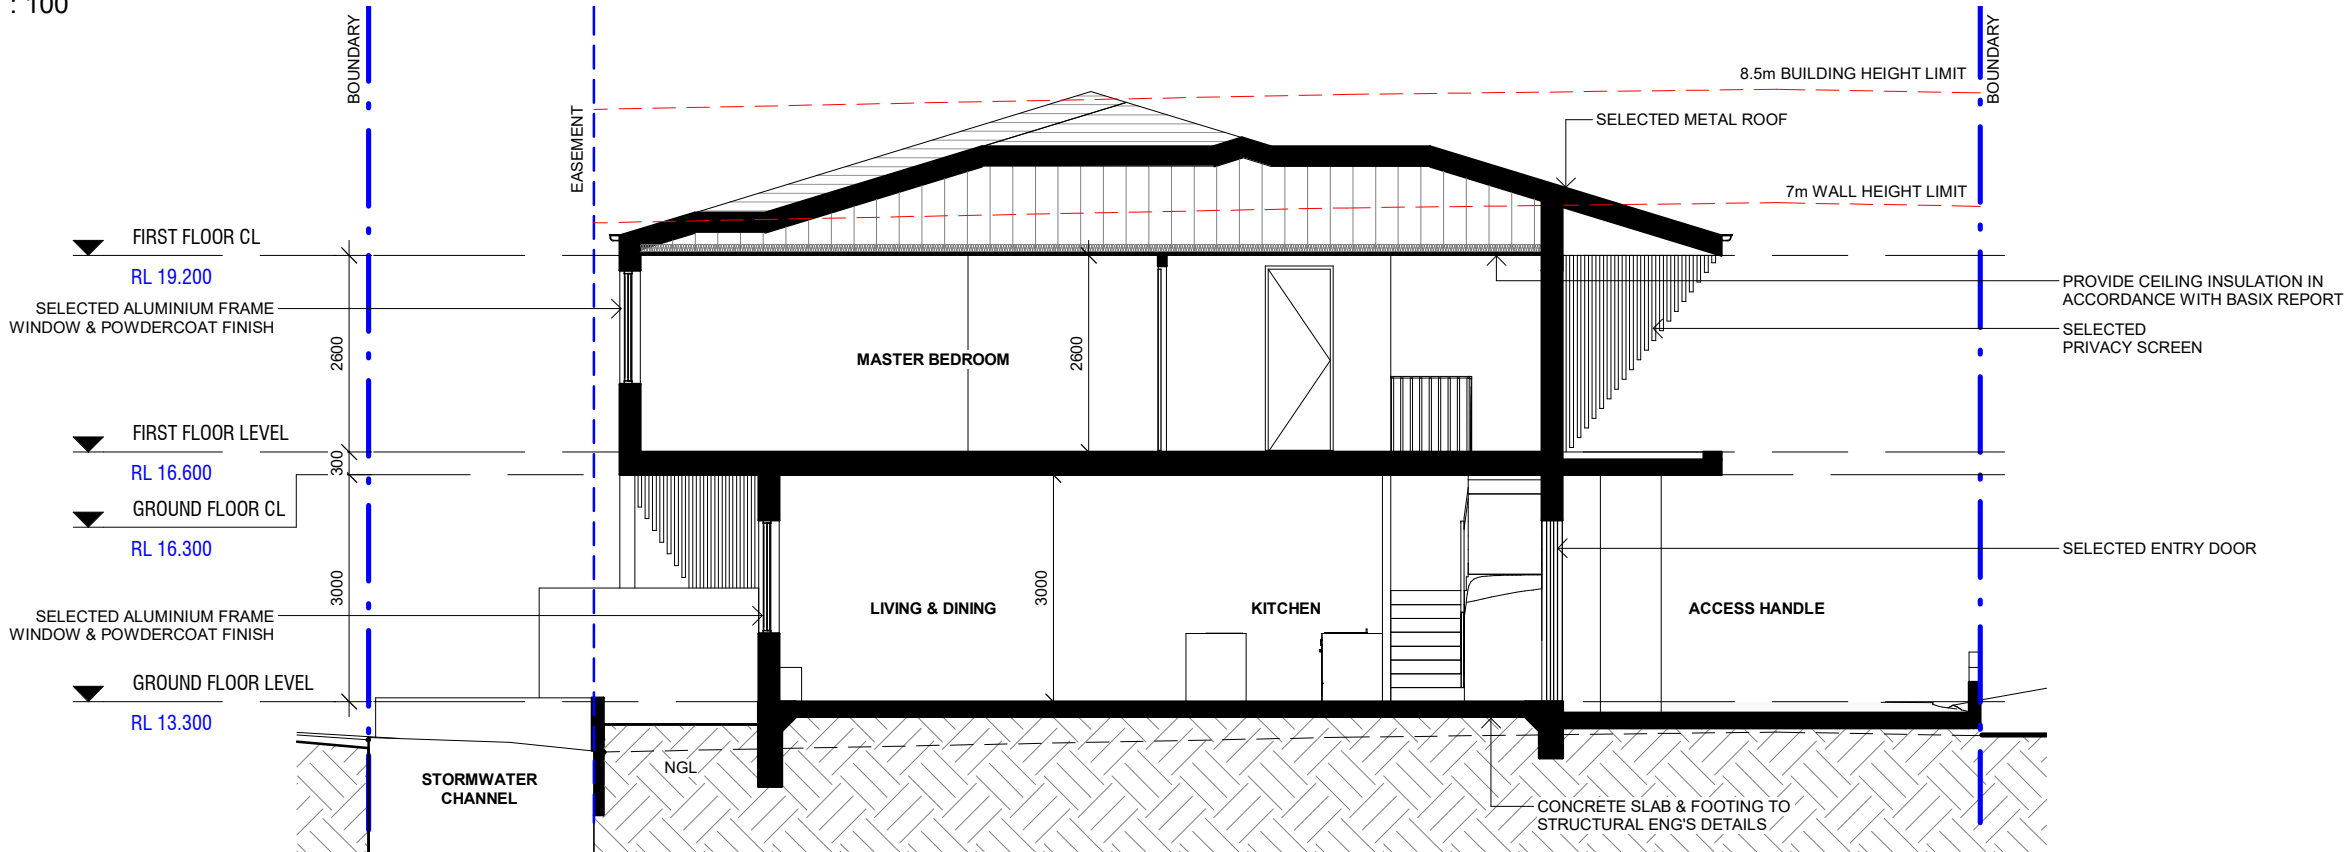 : 100
BOUNDARY
EASEMENT
BOUNDARY
8.5m BUILDING HEIGHT LIMIT
SELECTED METAL ROOF
7m WALL HEIGHT LIMIT
FIRST FLOOR CL
RL 19.200
SELECTED ALUMINIUM FRAME
WINDOW & POWDERCOAT FINISH
2600
MASTER BEDROOM
2600
PROVIDE CEILING INSULATION IN
ACCORDANCE WITH BASIX REPORT
SELECTED
PRIVACY SCREEN
FIRST FLOOR LEVEL
RL 16.600
300
GROUND FLOOR CL
RL 16.300
SELECTED ENTRY DOOR
3000
SELECTED ALUMINIUM FRAME
WINDOW & POWDERCOAT FINISH
LIVING & DINING
3000
KITCHEN
ACCESS HANDLE
GROUND FLOOR LEVEL
RL 13.300
STORMWATER
CHANNEL
NGL
CONCRETE SLAB & FOOTING TO
STRUCTURAL ENG'S DETAILS